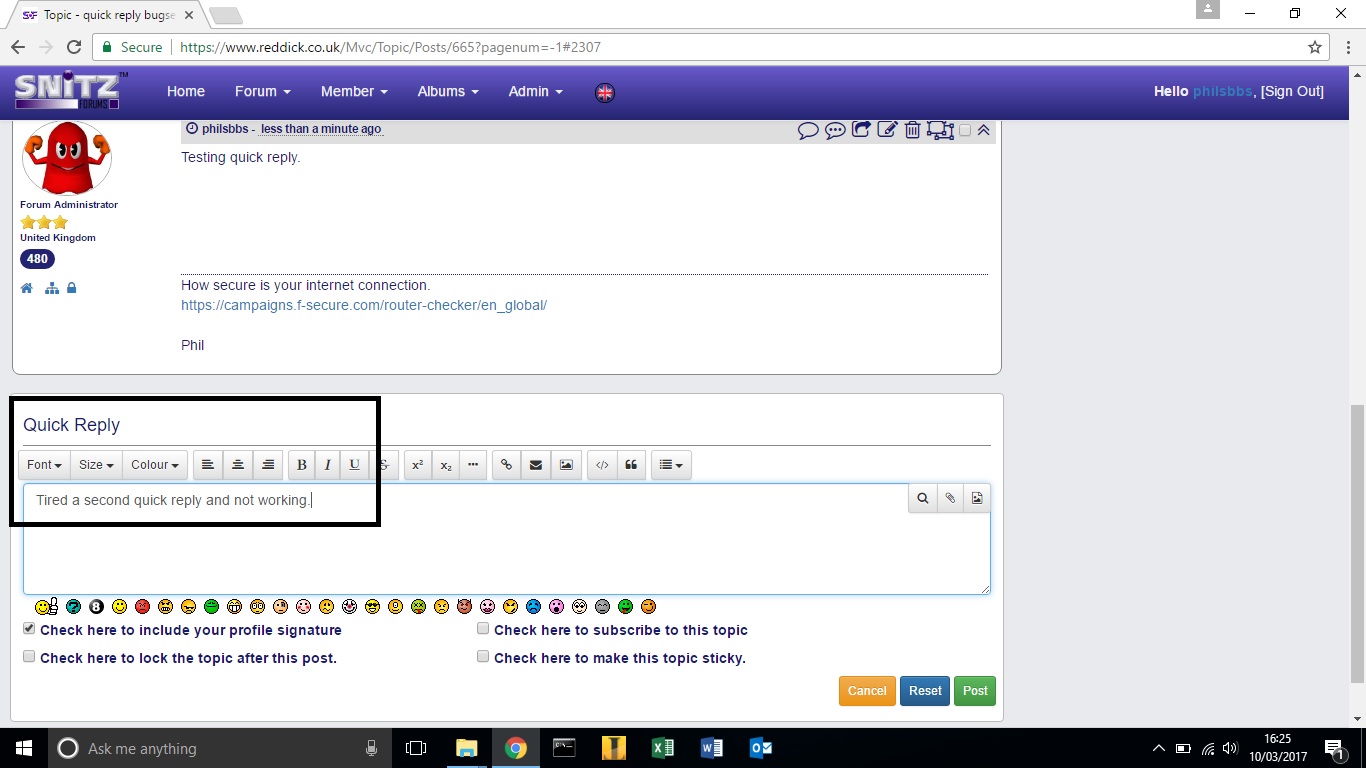 Topic - quick reply bugse
Secure
https://www.reddick.co.uk/Mvc/Topic/Posts/665?pagenum=-1#2307
SNiTZ™
FORUMS
Home
Forum
Member
Albums
Admin
Hello philsbbs, [Sign Out]
philsbbs - less than a minute ago
Testing quick reply.
Forum Administrator
United Kingdom
480
How secure is your internet connection.
https://campaigns.f-secure.com/router-checker/en_global/
Phil
Quick Reply
Font Size Colour B I U S x² x₂ ••• </>
Tired a second quick reply and not working.
8
Check here to include your profile signature
Check here to subscribe to this topic
Check here to lock the topic after this post.
Check here to make this topic sticky.
Cancel Reset Post
Ask me anything
16:25
10/03/2017
1